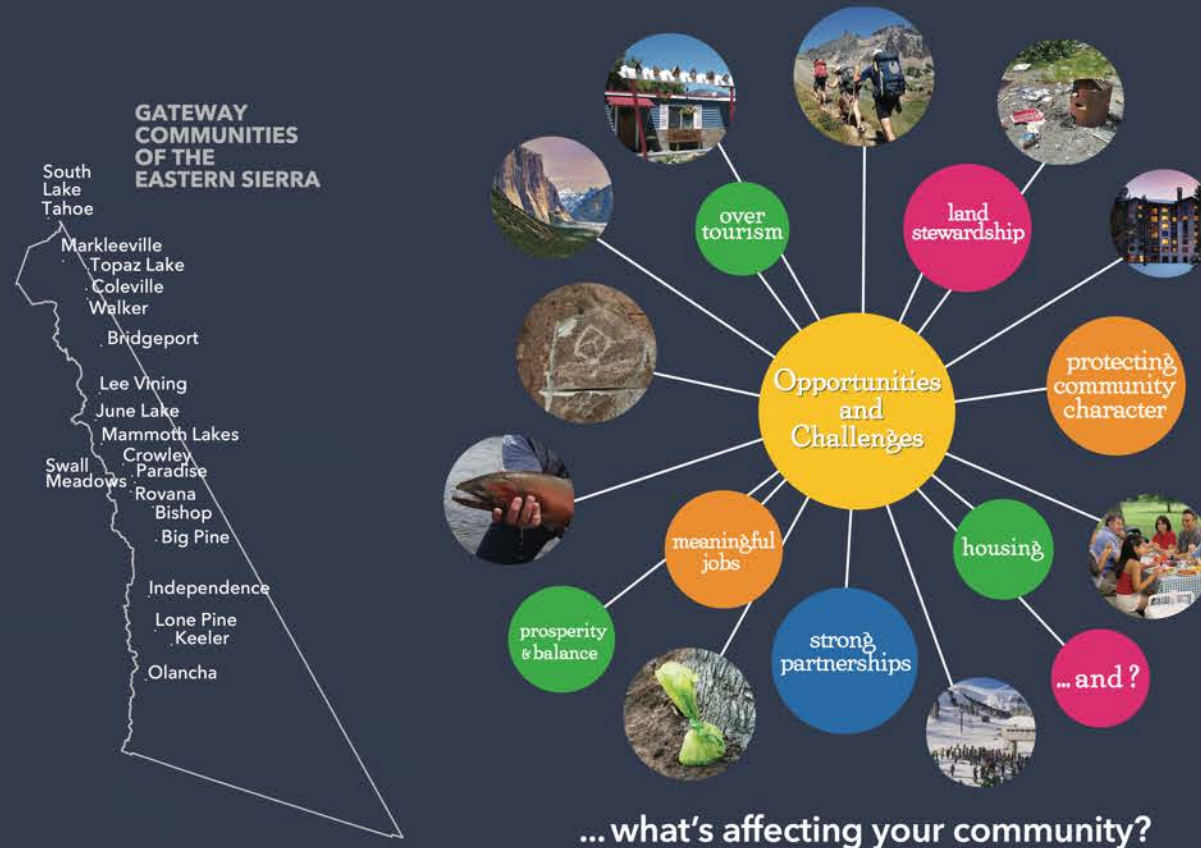 GATEWAY
COMMUNITIES
OF THE
EASTERN SIERRA
South
Lake
Tahoe
Markleeville
Topaz Lake
Coleville
Walker
Bridgeport
Lee Vining
June Lake
Mammoth Lakes
Crowley
Swall
Meadows
Paradise
Rovana
Bishop
Big Pine
Independence
Lone Pine
Keeler
Olancha
over
tourism
land
stewardship
Opportunities
and
Challenges
protecting
community
character
meaningful
jobs
housing
prosperity
& balance
strong
partnerships
... and ?
... what's affecting your community?